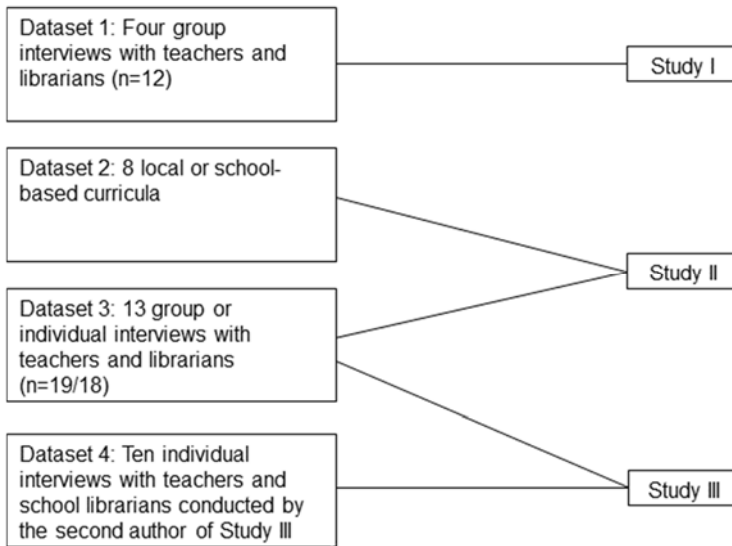 Dataset 1: Four group
interviews with teachers and
librarians (n=12)
Study I
Dataset 2: 8 local or school-
based curricula
Study II
Dataset 3: 13 group or
individual interviews with
teachers and librarians
(n=19/18)
Dataset 4: Ten individual
interviews with teachers and
school librarians conducted by
the second author of Study III
Study III